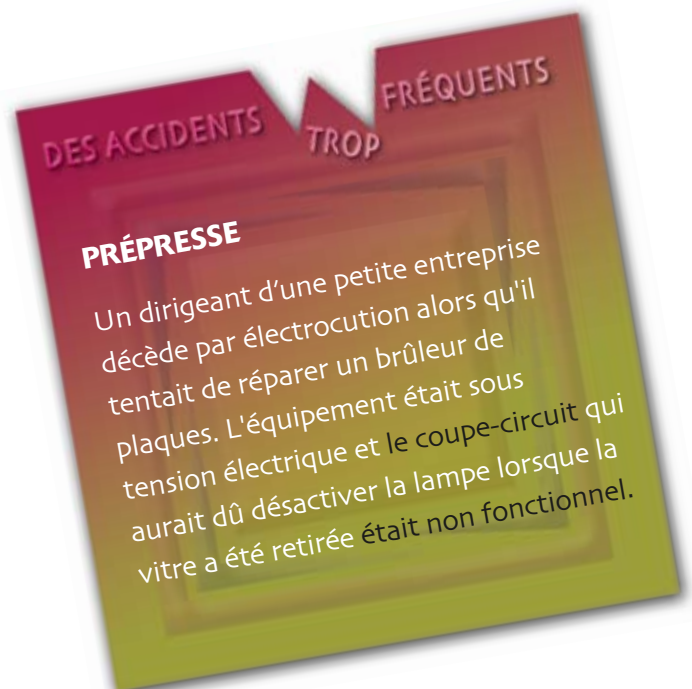 DES ACCIDENTS TROP FRÉQUENTS
PRÉPRESSE
Un dirigeant d’une petite entreprise
décède par électrocution alors qu'il
tentait de réparer un brûleur de
plaques. L'équipement était sous
tension électrique et le coupe-circuit qui
aurait dû désactiver la lampe lorsque la
vitre a été retirée était non fonctionnel.